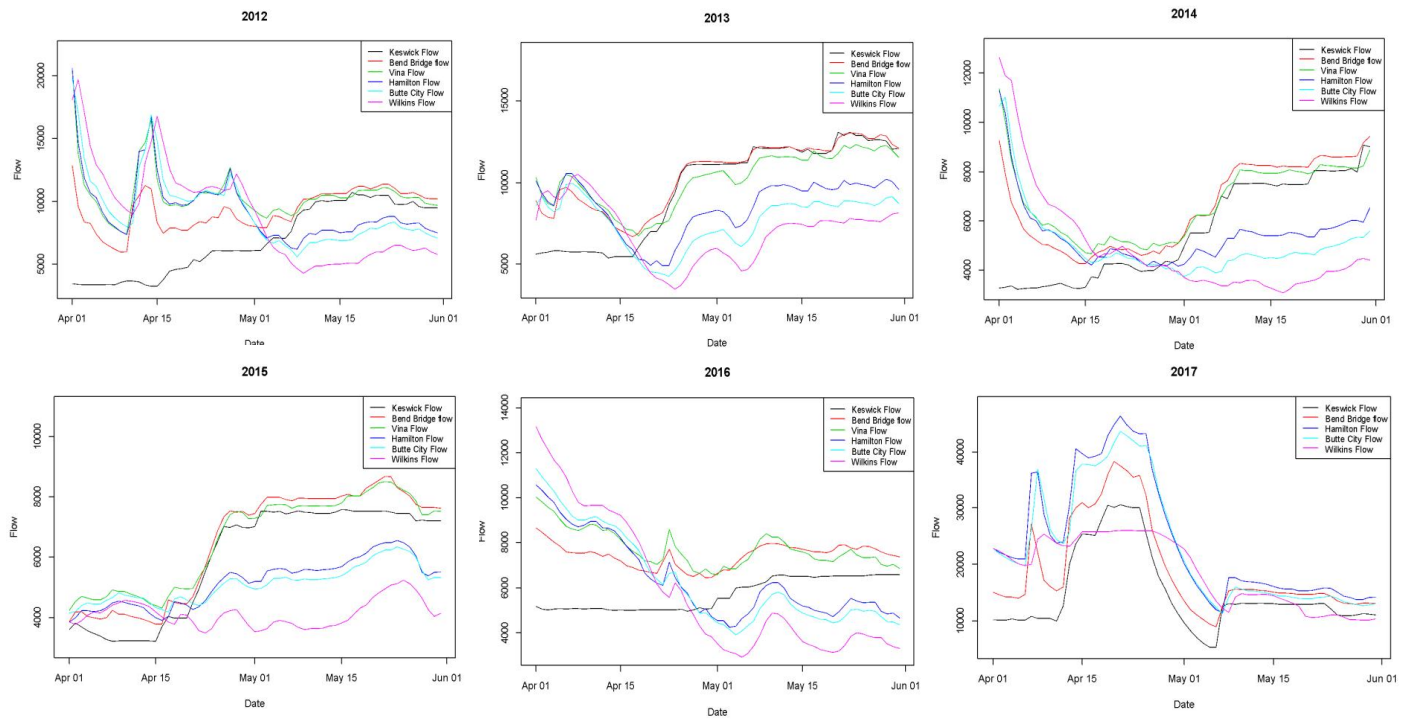 2012
Flow
20000
15000
10000
5000
Keswick Flow
Bend Bridge flow
Vina Flow
Hamilton Flow
Butte City Flow
Wilkins Flow
Apr 01
Apr 15
May 01
May 15
Jun 01
Date
2013
Flow
15000
10000
5000
Keswick Flow
Bend Bridge flow
Vina Flow
Hamilton Flow
Butte City Flow
Wilkins Flow
Apr 01
Apr 15
May 01
May 15
Jun 01
Date
2014
Flow
12000
10000
8000
6000
4000
Keswick Flow
Bend Bridge flow
Vina Flow
Hamilton Flow
Butte City Flow
Wilkins Flow
Apr 01
Apr 15
May 01
May 15
Jun 01
Date
2015
Flow
10000
8000
6000
4000
Keswick Flow
Bend Bridge flow
Vina Flow
Hamilton Flow
Butte City Flow
Wilkins Flow
Apr 01
Apr 15
May 01
May 15
Jun 01
Date
2016
Flow
14000
12000
10000
8000
6000
4000
Keswick Flow
Bend Bridge flow
Vina Flow
Hamilton Flow
Butte City Flow
Wilkins Flow
Apr 01
Apr 15
May 01
May 15
Jun 01
Date
2017
Flow
40000
30000
20000
10000
Keswick Flow
Bend Bridge flow
Hamilton Flow
Butte City Flow
Wilkins Flow
Apr 01
Apr 15
May 01
May 15
Jun 01
Date